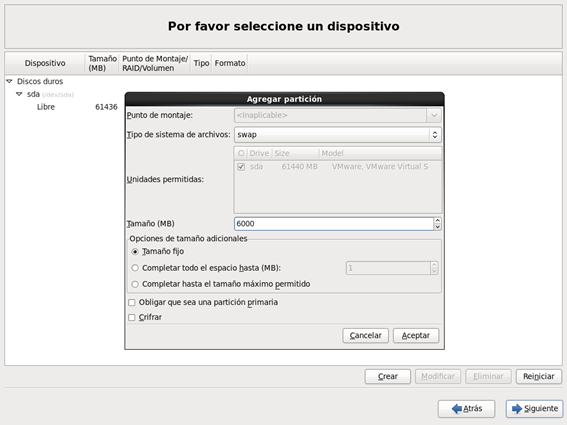 Por favor seleccione un dispositivo
Dispositivo Tamaño (MB) Punto de Montaje/ RAID/Volumen Tipo Formato
Discos duros
sda (/dev/sda)
Libre 61436
Agregar partición
Punto de montaje: <Inaplicable>
Tipo de sistema de archivos: swap
Drive Size Model
sda 61440 MB VMware, VMware Virtual S
Unidades permitidas:
Tamaño (MB) 6000
Opciones de tamaño adicionales
Tamaño fijo
Completar todo el espacio hasta (MB): 1
Completar hasta el tamaño máximo permitido
Obligar que sea una partición primaria
Crifrar
Cancelar Aceptar
Crear Modificar Eliminar Reiniciar
Atrás Siguiente